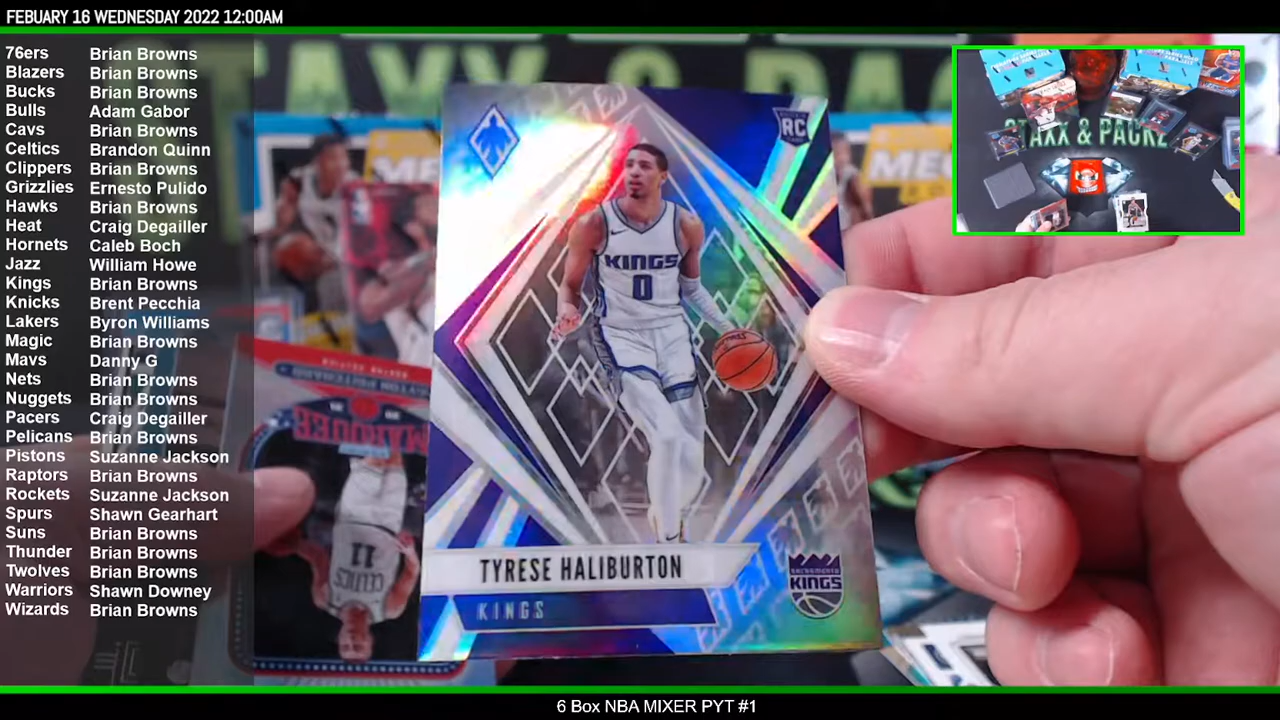 FEBUARY 16 WEDNESDAY 2022 12:00AM
76ers Brian Browns
Blazers Brian Browns
Bucks Brian Browns
Bulls Adam Gabor
Cavs Brian Browns
Celtics Brandon Quinn
Clippers Brian Browns
Grizzlies Ernesto Pulido
Hawks Brian Browns
Heat Craig Degailler
Hornets Caleb Boch
Jazz William Howe
Kings Brian Browns
Knicks Brent Pecchia
Lakers Byron Williams
Magic Brian Browns
Mavs Danny G
Nets Brian Browns
Nuggets Brian Browns
Pacers Craig Degailler
Pelicans Brian Browns
Pistons Suzanne Jackson
Raptors Brian Browns
Rockets Suzanne Jackson
Spurs Shawn Gearhart
Suns Brian Browns
Thunder Brian Browns
Twolves Brian Browns
Warriors Shawn Downey
Wizards Brian Browns
STAXX & PACKZ
RC
KINGS
0
TYRESE HALIBURTON
KINGS
SACRAMENTO
KINGS
MARQUEE
CELTICS
11
6 Box NBA MIXER PYT #1